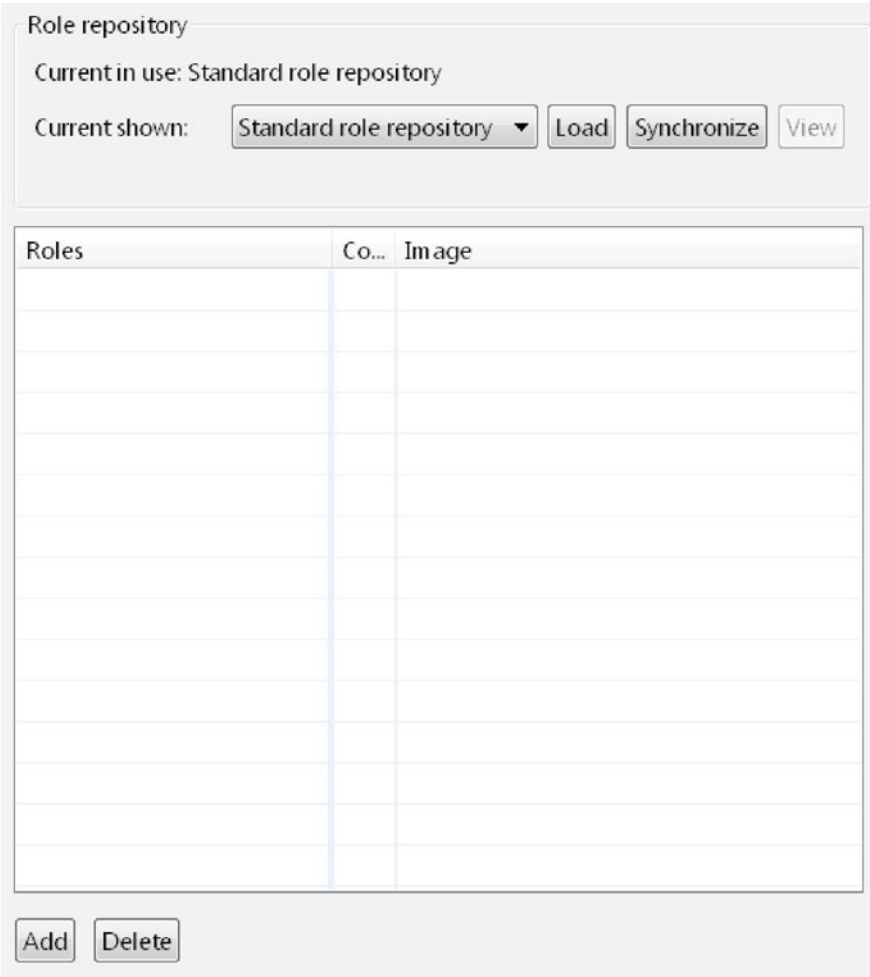 Role repository
Current in use: Standard role repository
Current shown: Standard role repository Load Synchronize View
Roles Co... Image
Add Delete